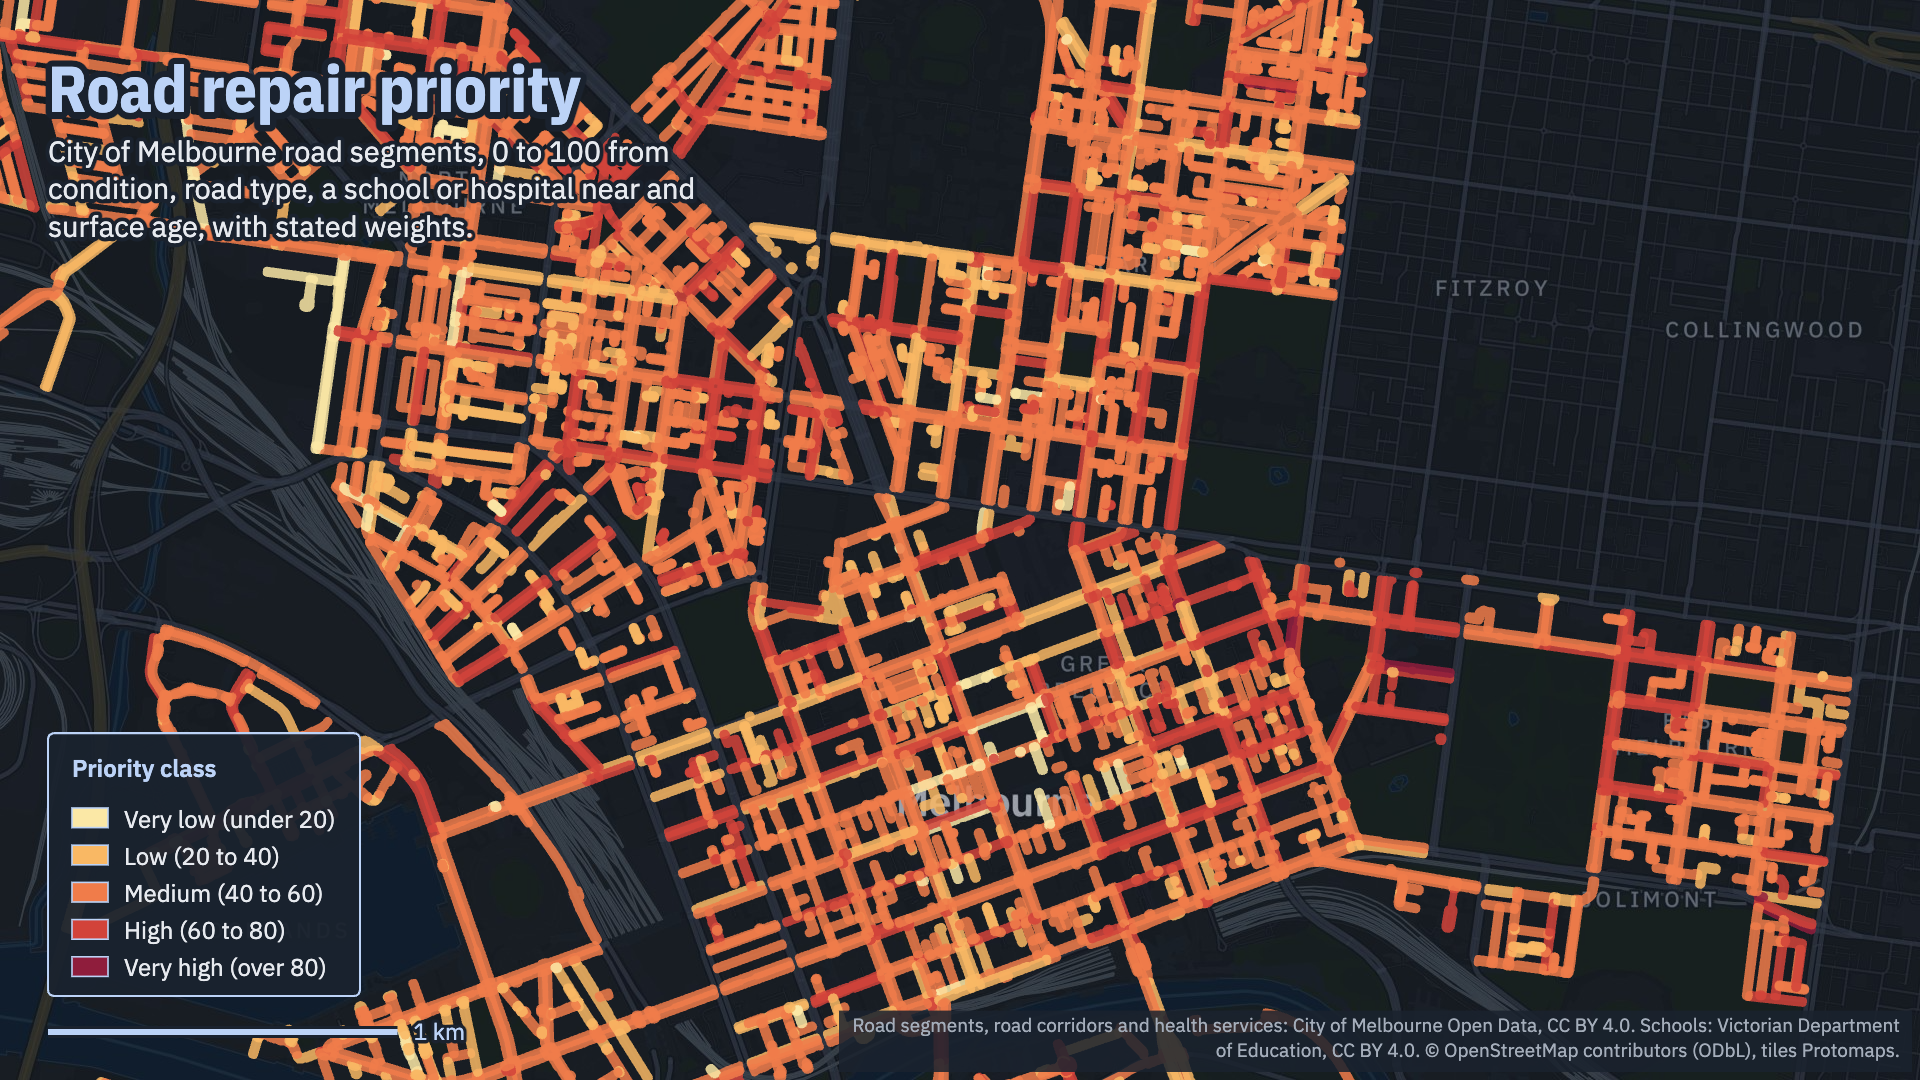 Road repair priority
City of Melbourne road segments, 0 to 100 from
condition, road type, a school or hospital near and
surface age, with stated weights.
FITZROY
COLLINGWOOD
Melbourne
JOLIMONT
Priority class
Very low (under 20)
Low (20 to 40)
Medium (40 to 60)
High (60 to 80)
Very high (over 80)
1 km
Road segments, road corridors and health services: City of Melbourne Open Data, CC BY 4.0. Schools: Victorian Department
of Education, CC BY 4.0. © OpenStreetMap contributors (ODbL), tiles Protomaps.